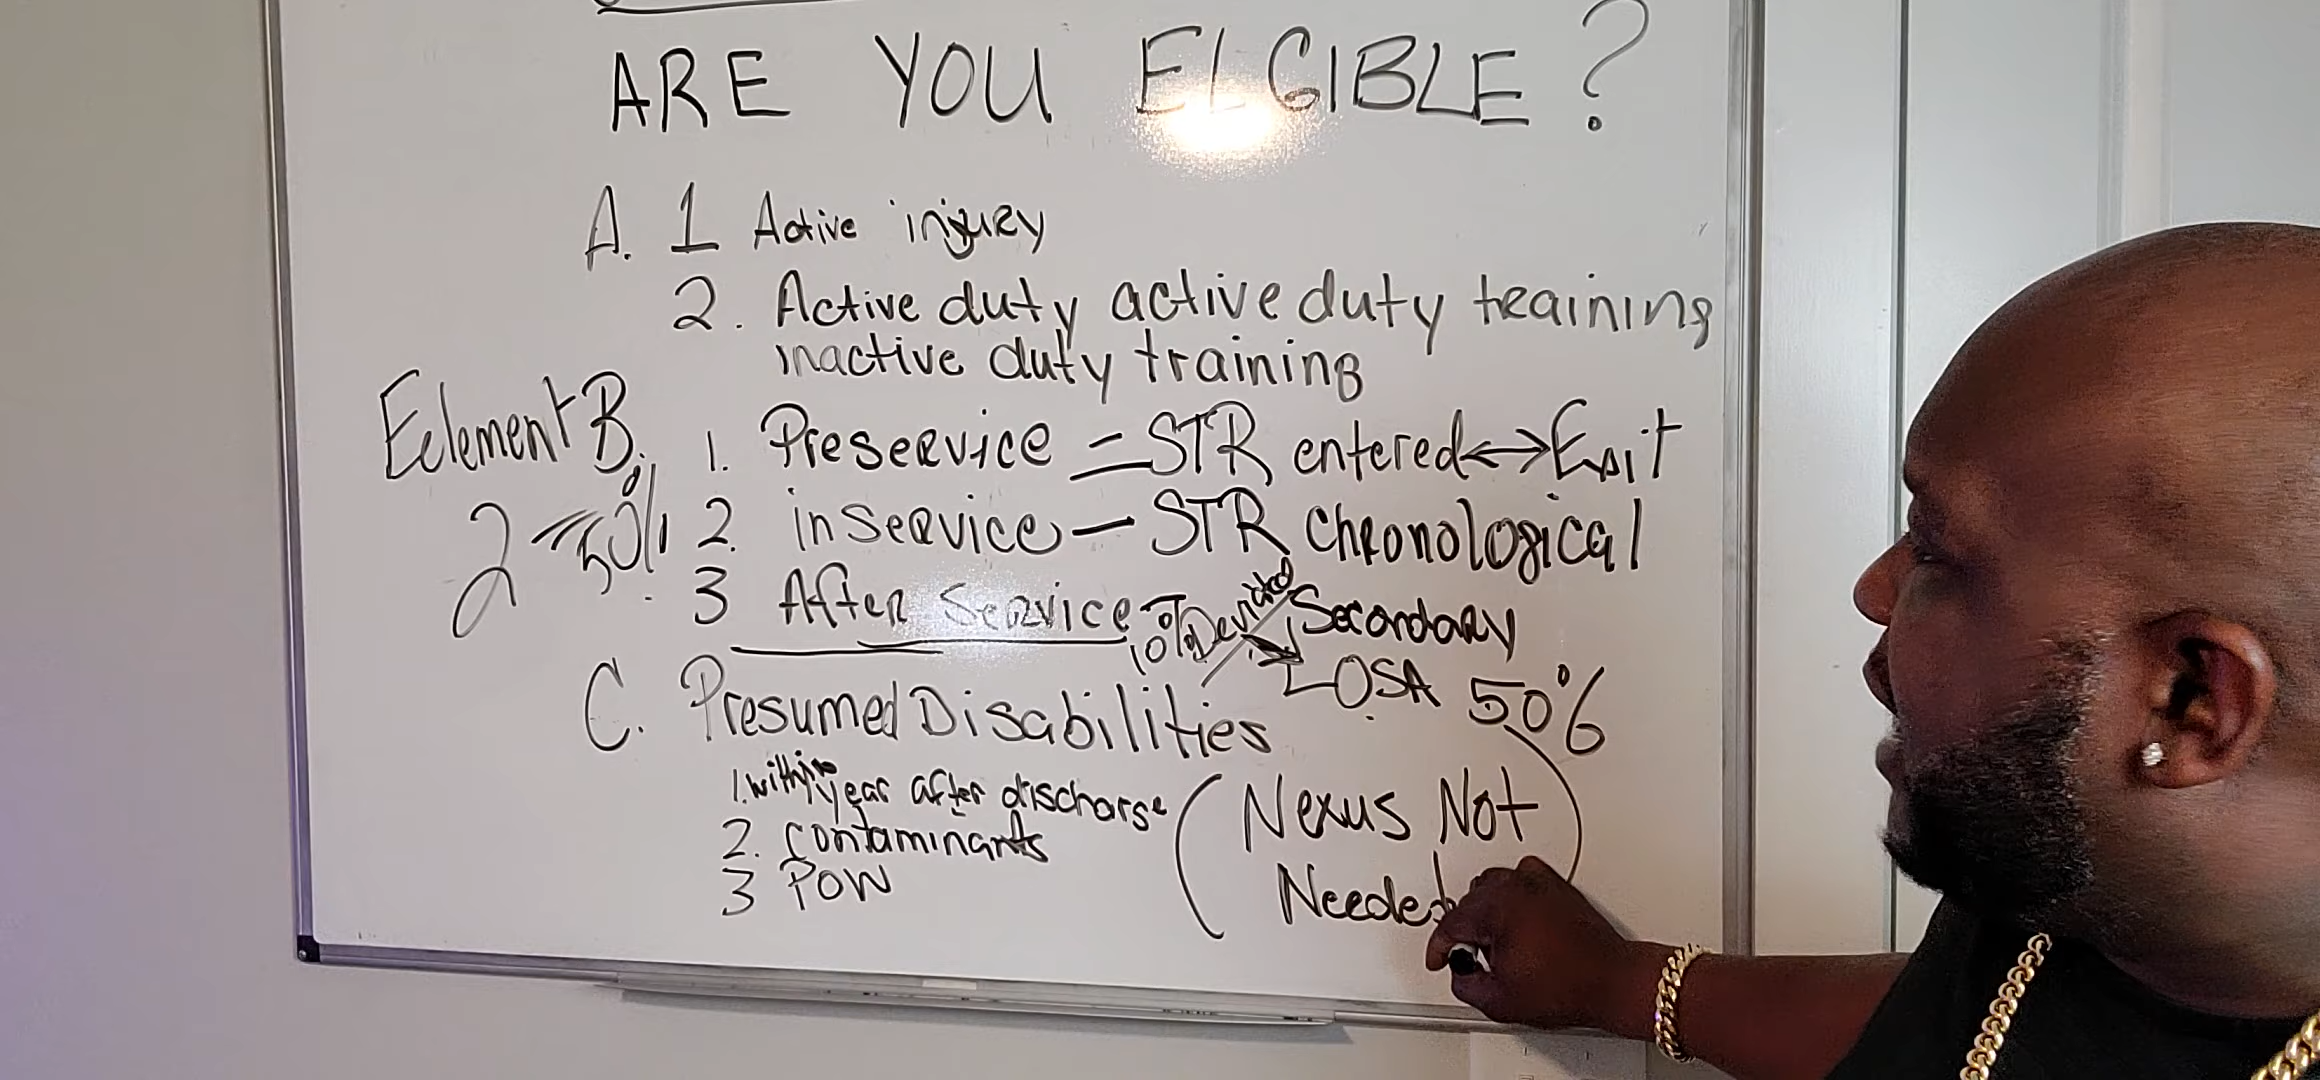 ARE YOU ELGIBLE?
A. 1 Active injury
2. Active duty active duty training
inactive duty training
Eclement B.
1. Preservice = STR entered ↔ Exit
2 50% 2. inservice - STR chronological
3 After Service 10% Deviated Secondary
OSA 50%
C. Presumed Disabilities
1. within year after discharge
2. contaminants
3 POW
(Nexus Not
Needed